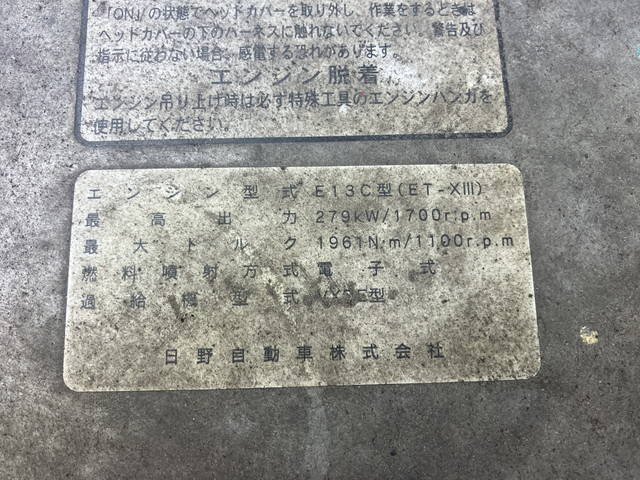 「ON」の状態でヘッドカバーを取り外し、作業をするときは
ヘッドカバーの下のハーネスに触れないでください。警告及び
指示に従わない場合、感電する恐れがあります。
エンジン脱着
エンジン吊り上げ時は必ず特殊工具のエンジンハンガを
使用してください。
エンジン型式 E13C型(ET-XIII)
最高出力 279kW/1700r.p.m
最大トルク 1961N·m/1100r.p.m
燃料噴射方式 電子式
過給機型式 型
日野自動車株式会社